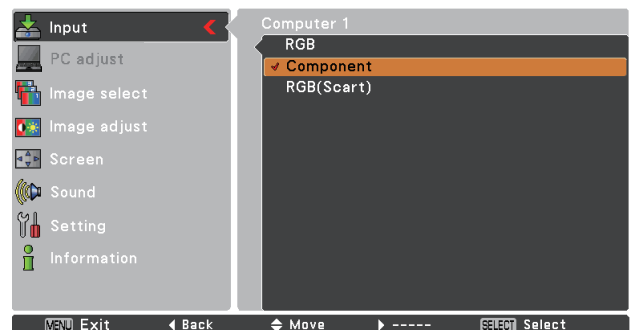 Input
PC adjust
Image select
Image adjust
Screen
Sound
Setting
Information
Computer 1
RGB
Component
RGB(Scart)
MENU Exit Back Move ----- SELECT Select